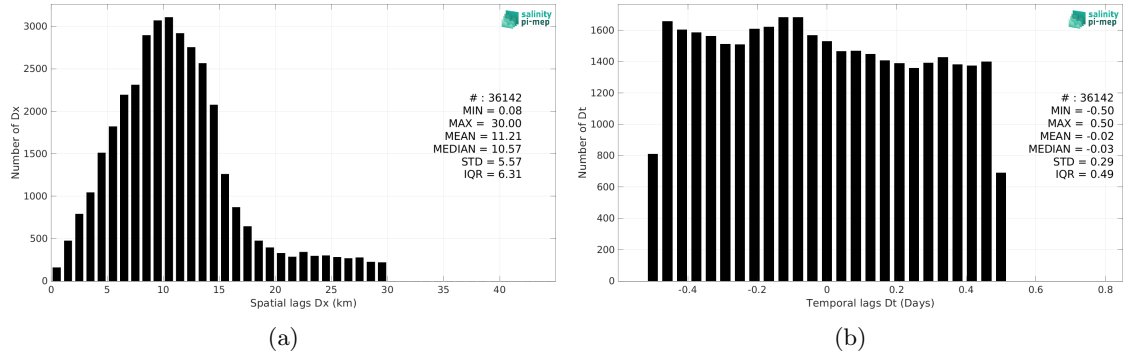 3000
2500
2000
1500
1000
500
0
Number of Dx
salinity
pi-mep
# : 36142
MIN = 0.08
MAX = 30.00
MEAN = 11.21
MEDIAN = 10.57
STD = 5.57
IQR = 6.31
0 5 10 15 20 25 30 35 40
Spatial lags Dx (km)
(a)
1600
1400
1200
1000
800
600
400
200
0
Number of Dt
salinity
pi-mep
# : 36142
MIN = -0.50
MAX = 0.50
MEAN = -0.02
MEDIAN = -0.03
STD = 0.29
IQR = 0.49
-0.4 -0.2 0 0.2 0.4 0.6 0.8
Temporal lags Dt (Days)
(b)